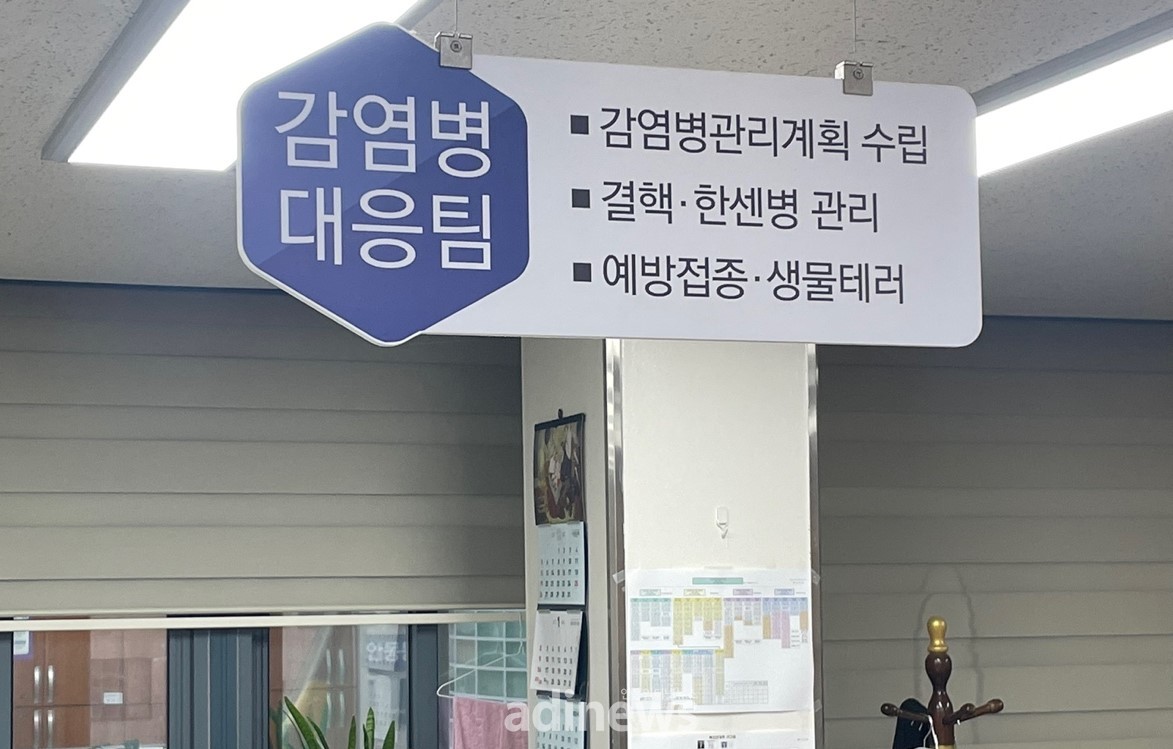 감염병
대응팀
■ 감염병관리계획 수립
■ 결핵·한센병 관리
■ 예방접종·생물테러
adinews